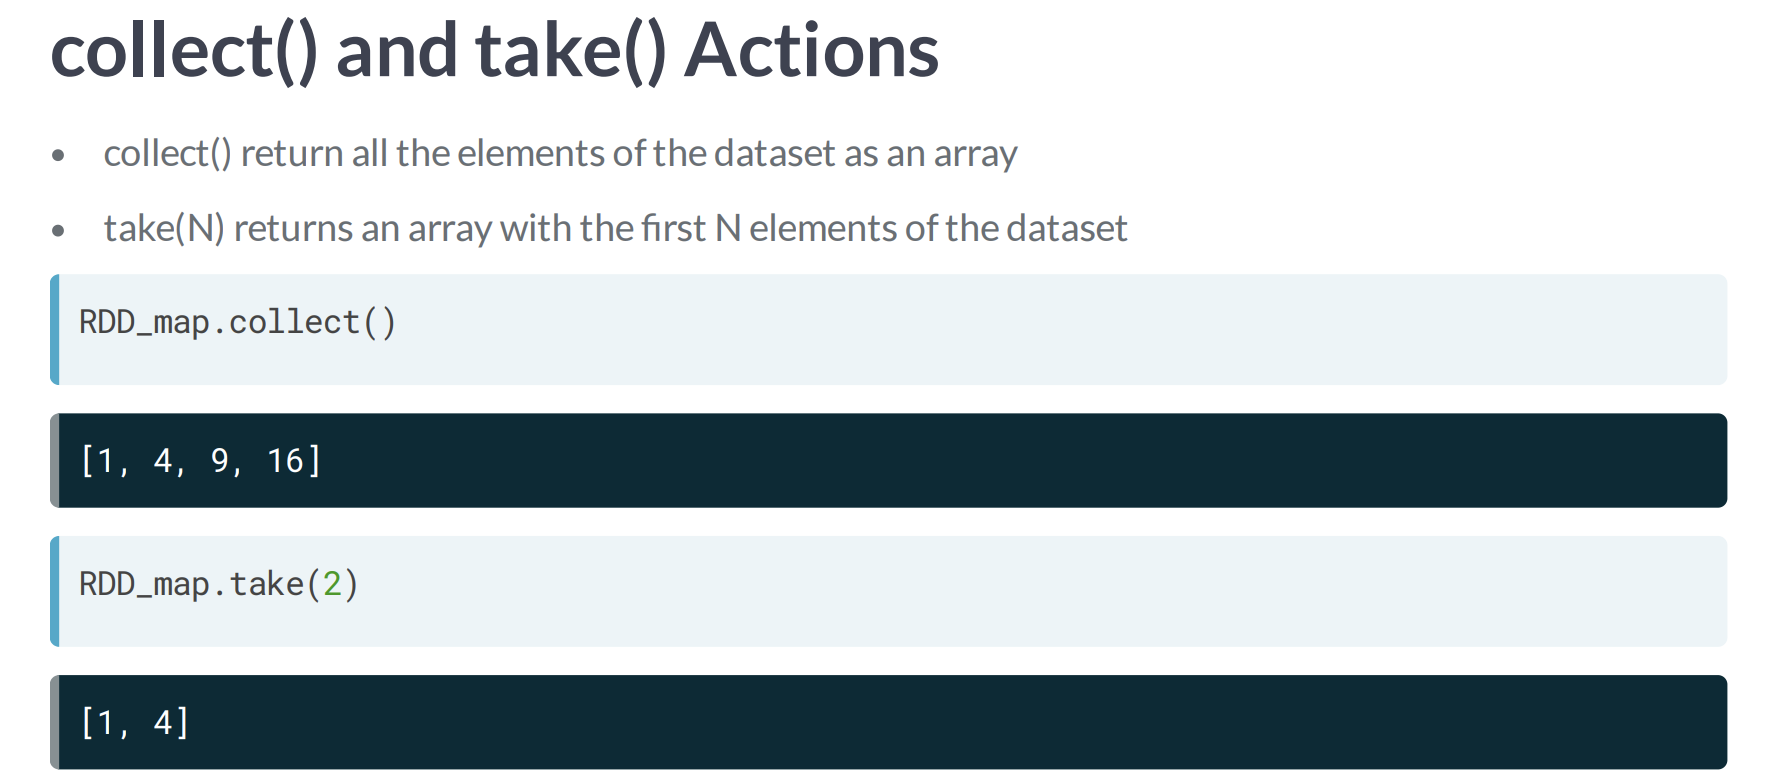 collect() and take() Actions
• collect() return all the elements of the dataset as an array
• take(N) returns an array with the first N elements of the dataset
RDD_map.collect()
[1, 4, 9, 16]
RDD_map.take(2)
[1, 4]